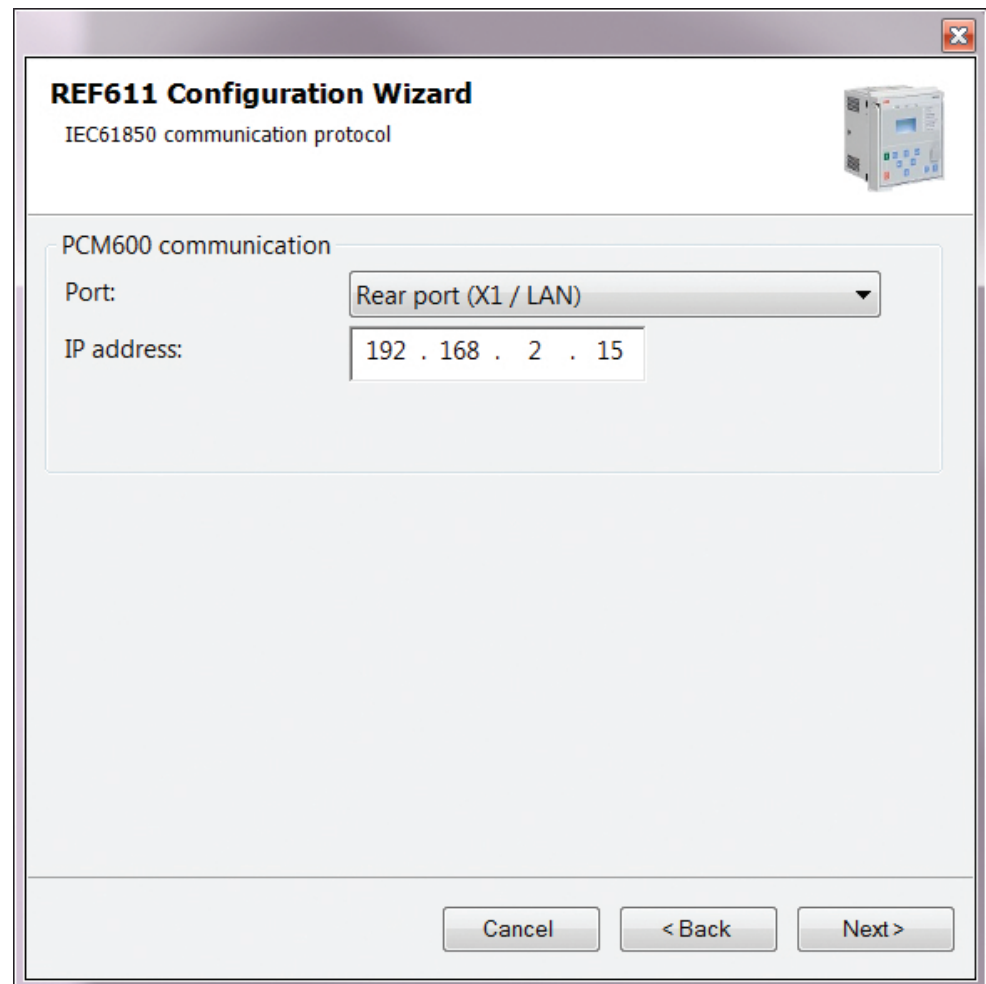 REF611 Configuration Wizard
IEC61850 communication protocol
PCM600 communication
Port:
Rear port (X1 / LAN)
IP address:
192 . 168 . 2 . 15
Cancel
< Back
Next >